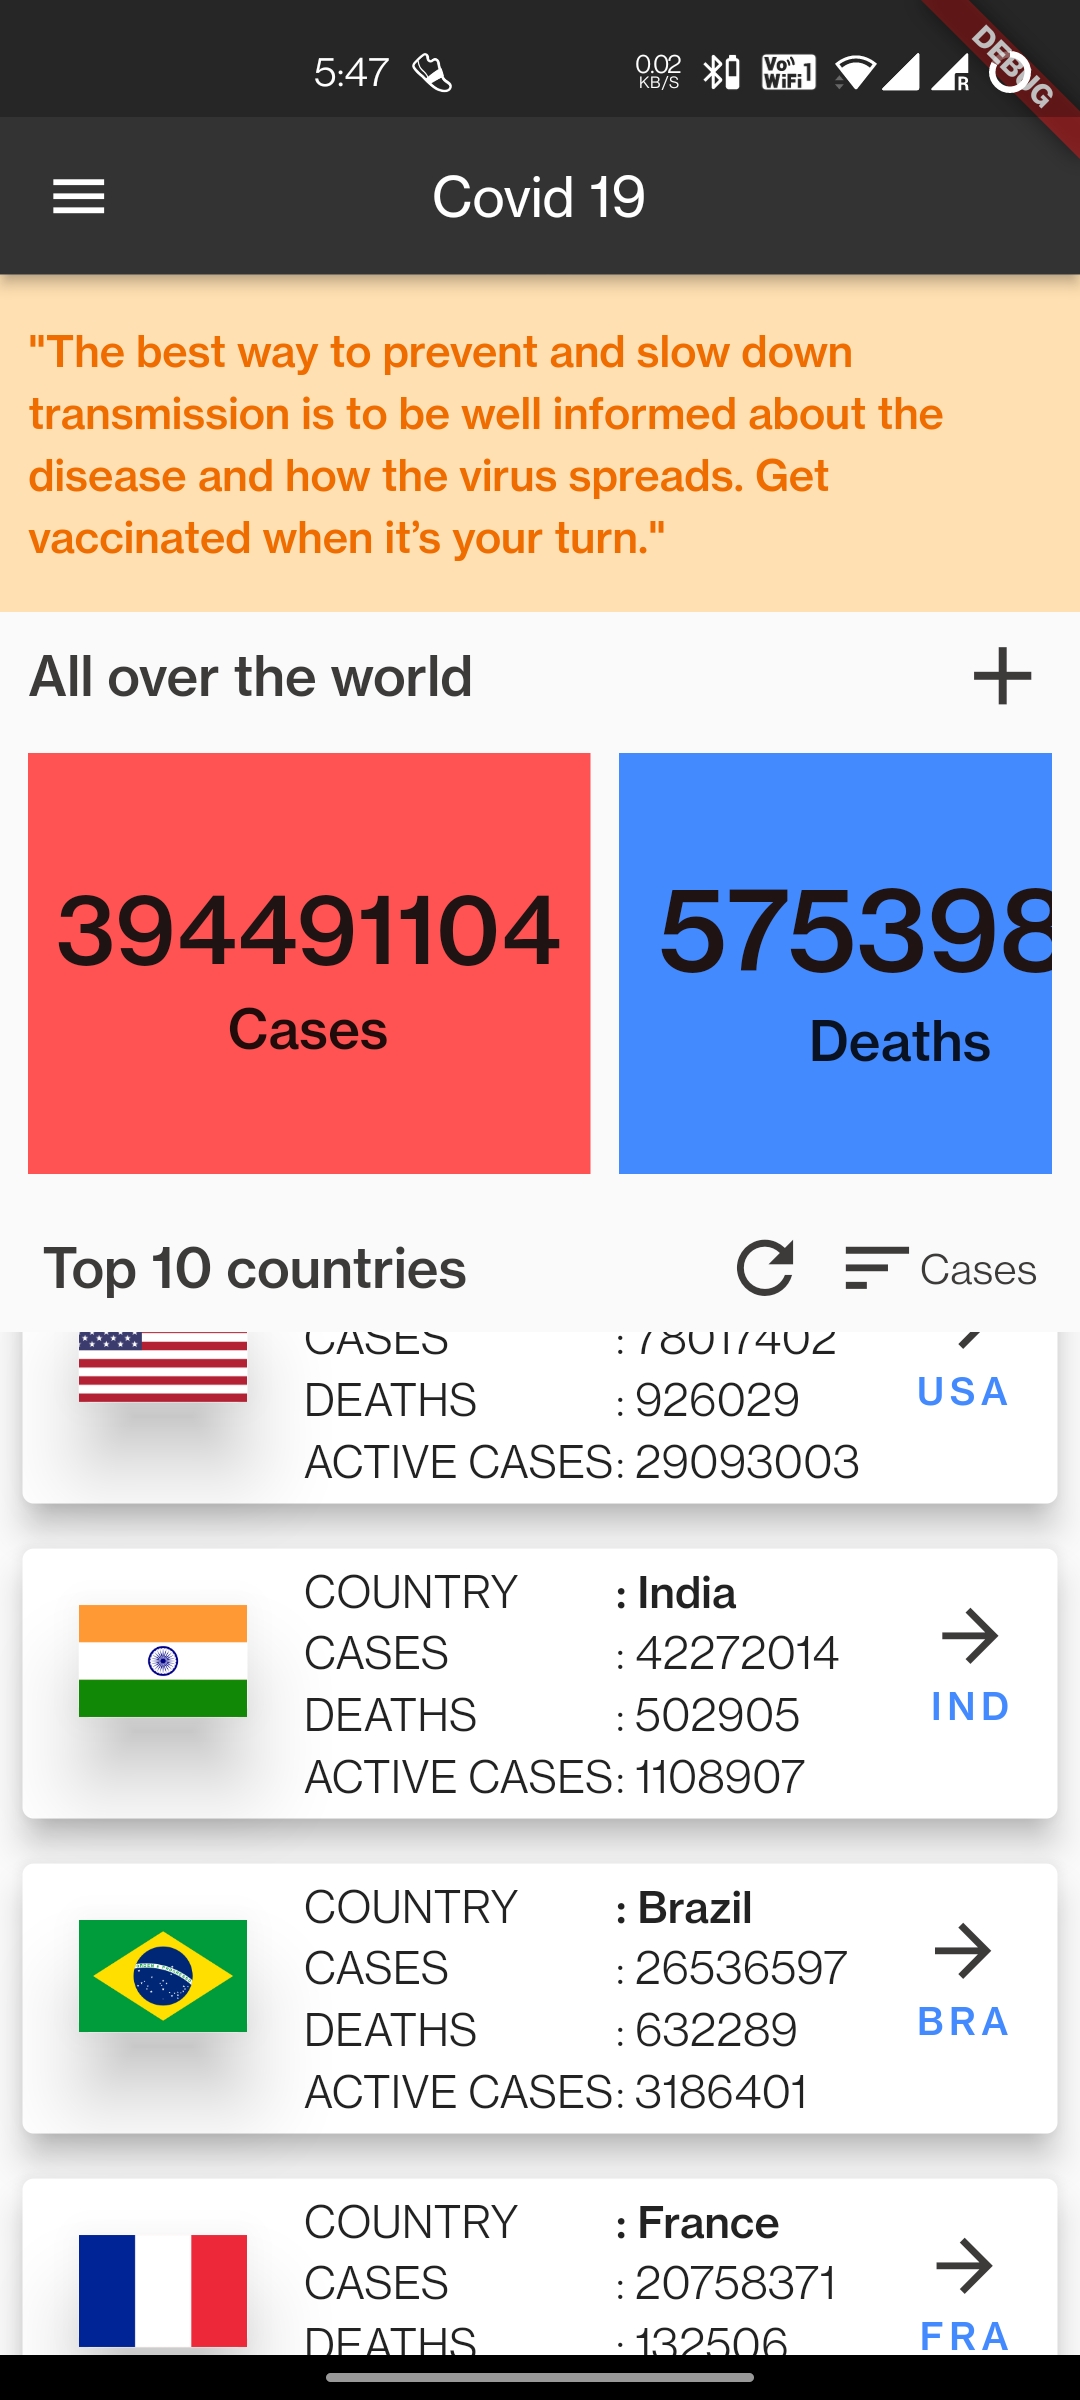 5:47
0.02
KB/S
Vo))
WiFi 1
R
DEBUG
Covid 19
"The best way to prevent and slow down
transmission is to be well informed about the
disease and how the virus spreads. Get
vaccinated when it’s your turn."
All over the world
394491104
Cases
575398
Deaths
Top 10 countries
Cases
CASES : 78017402
USA
DEATHS : 926029
ACTIVE CASES : 29093003
COUNTRY : India
CASES : 42272014
IND
DEATHS : 502905
ACTIVE CASES : 1108907
COUNTRY : Brazil
CASES : 26536597
BRA
DEATHS : 632289
ACTIVE CASES : 3186401
COUNTRY : France
CASES : 20758371
FRA
DEATHS : 132506